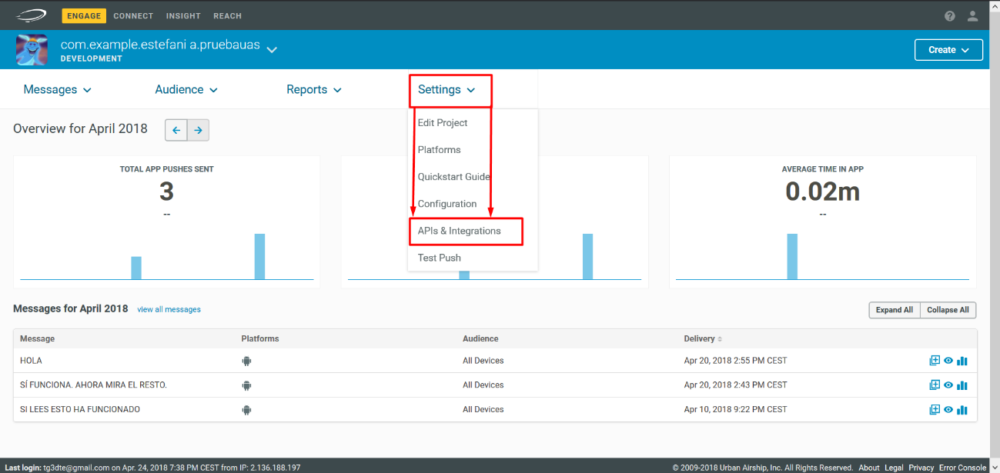 ENGAGE CONNECT INSIGHT REACH
com.example.estefani a.pruebauas
DEVELOPMENT
Create
Messages Audience Reports Settings
Edit Project
Platforms
Quickstart Guide
Configuration
APIs & Integrations
Test Push
Overview for April 2018
TOTAL APP PUSHES SENT
3
--
AVERAGE TIME IN APP
0.02m
--
Messages for April 2018 view all messages
Expand All Collapse All
Message Platforms Audience Delivery
HOLA All Devices Apr 20, 2018 2:55 PM CEST
SÍ FUNCIONA. AHORA MIRA EL RESTO. All Devices Apr 20, 2018 2:43 PM CEST
SI LEES ESTO HA FUNCIONADO All Devices Apr 10, 2018 9:22 PM CEST
Last login: tg3dte@gmail.com on Apr. 24, 2018 7:38 PM CEST from IP: 2.136.188.197
© 2009-2018 Urban Airship, Inc. All Rights Reserved. About Legal Privacy Error Console